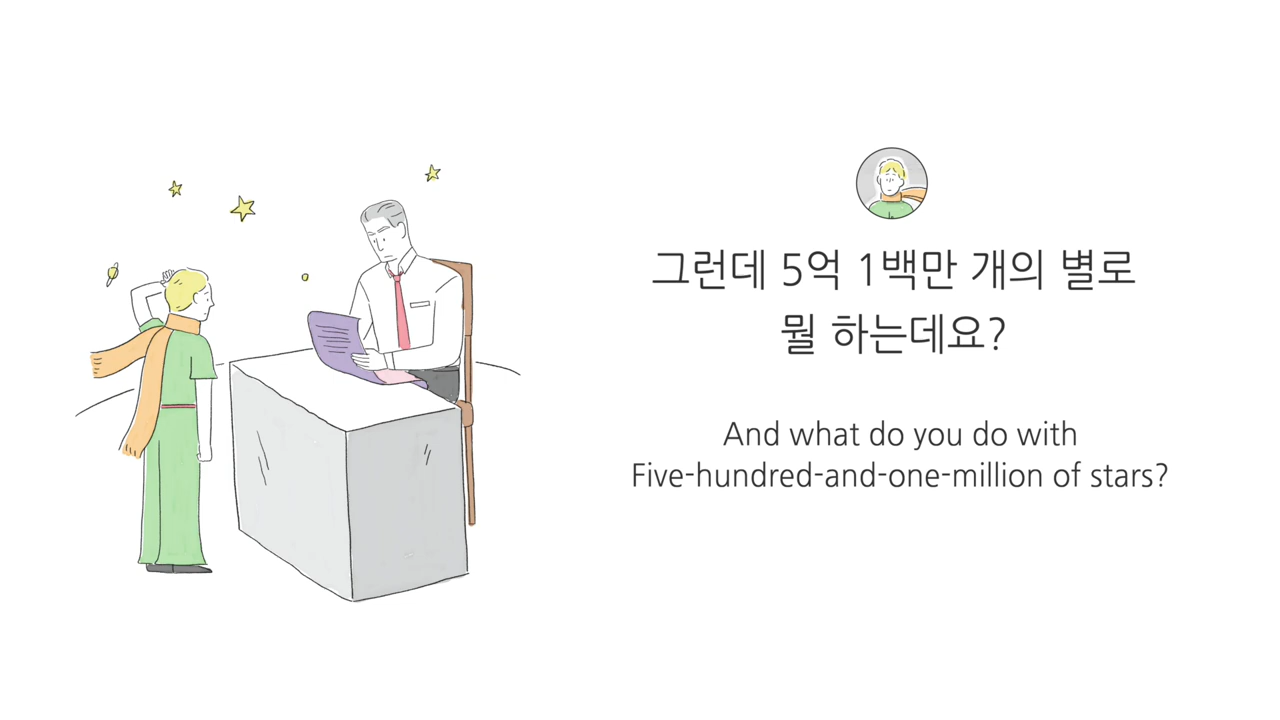 그런데 5억 1백만 개의 별로
뭘 하는데요?
And what do you do with
Five-hundred-and-one-million of stars?